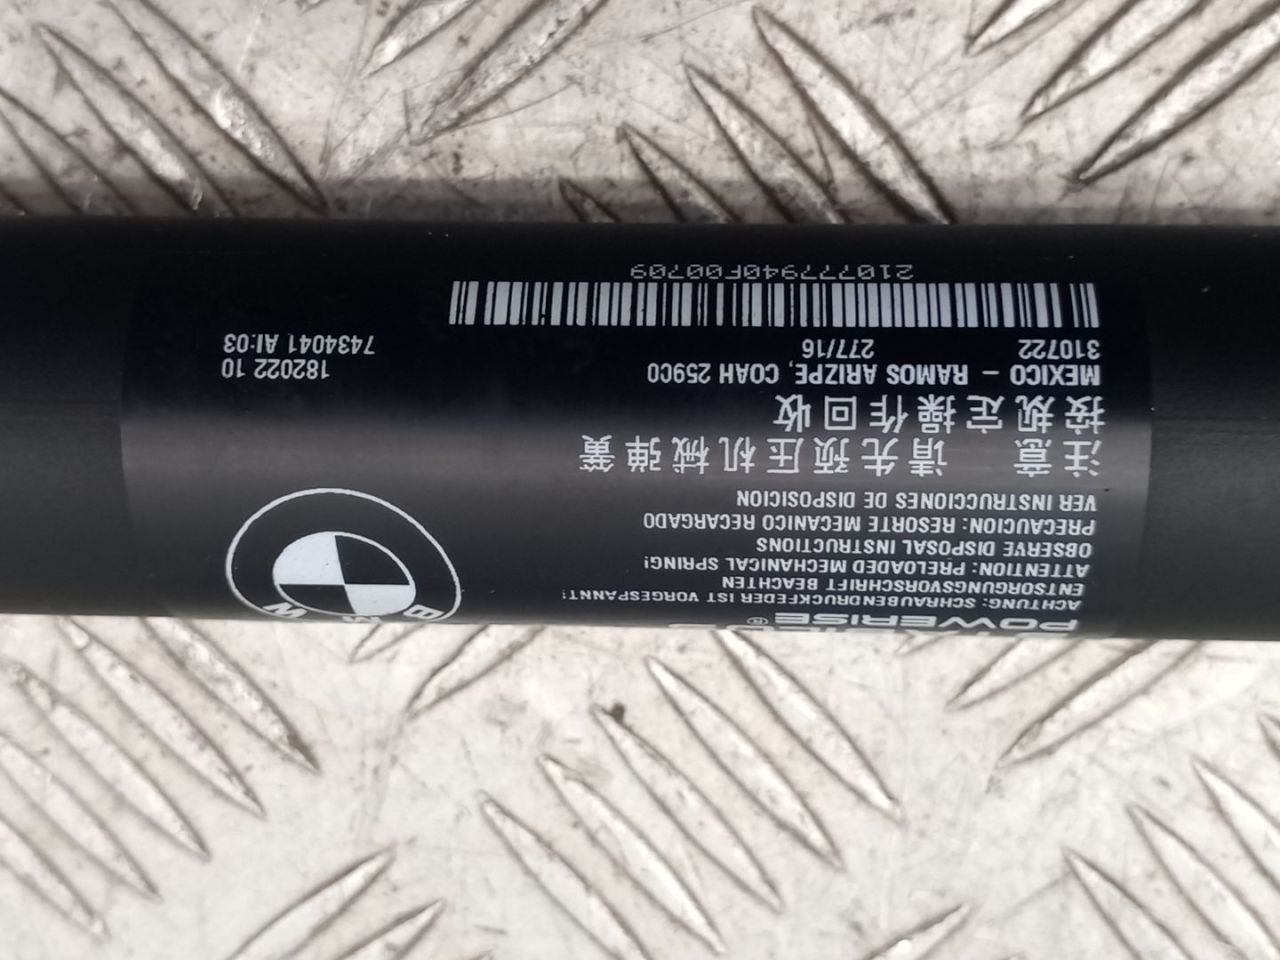 POWERISE®
ACHTUNG: SCHRAUBENDRUCKFEDER IST VORGESPANNT!
ENTSORGUNGSVORSCHRIFT BEACHTEN
ATTENTION: PRELOADED MECHANICAL SPRING!
OBSERVE DISPOSAL INSTRUCTIONS
PRECAUCION: RESORTE MECANICO RECARGADO
VER INSTRUCCIONES DE DISPOSICION
注意 请先预压机械弹簧
按规定操作回收
MEXICO - RAMOS ARIZPE, COAH 25900
310722 277/16
210777940F00709
BMW
182022 10
7434041 AI:03